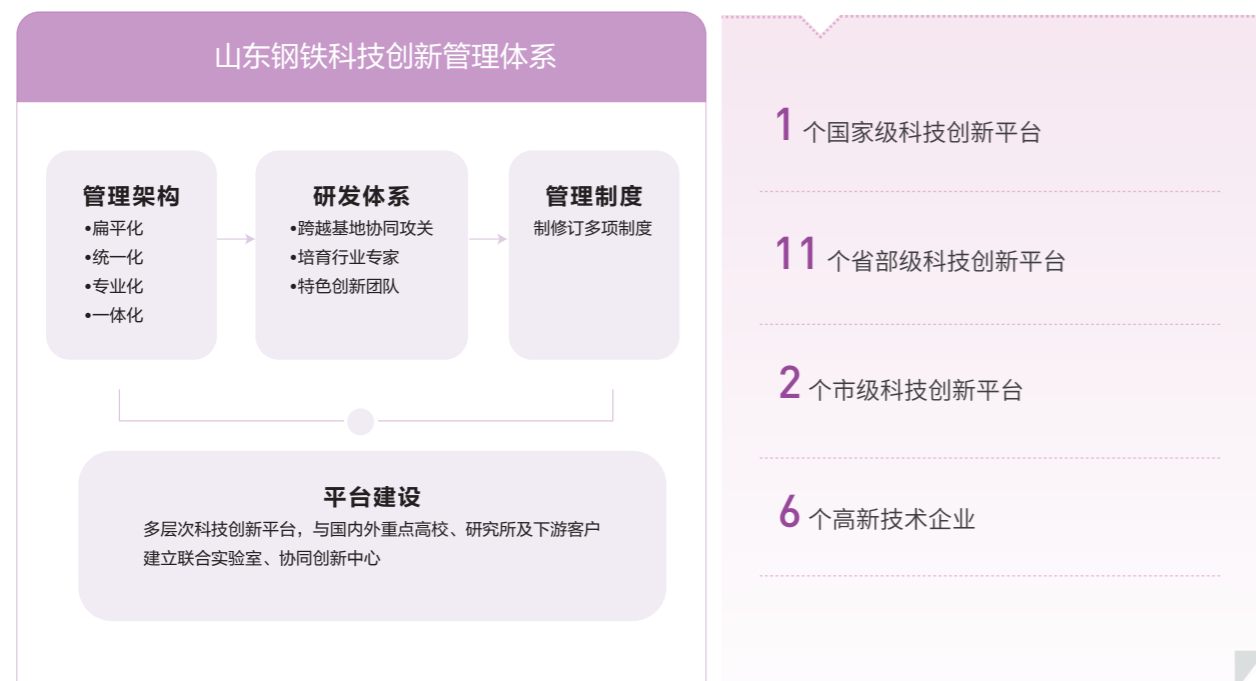 山东钢铁科技创新管理体系
管理架构
•扁平化
•统一化
•专业化
•一体化
研发体系
•跨越基地协同攻关
•培育行业专家
•特色创新团队
管理制度
制修订多项制度
平台建设
多层次科技创新平台，与国内外重点高校、研究所及下游客户
建立联合实验室、协同创新中心
1 个国家级科技创新平台
11 个省部级科技创新平台
2 个市级科技创新平台
6 个高新技术企业